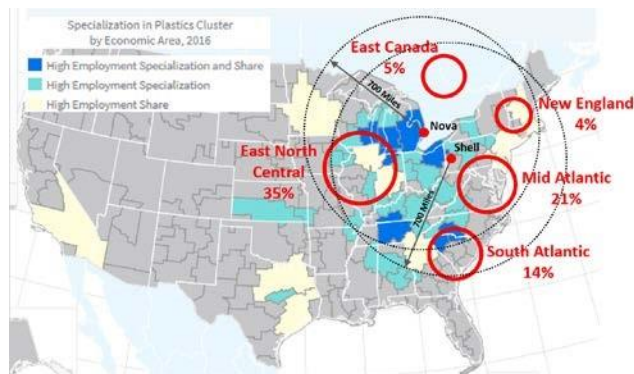 Specialization in Plastics Cluster
by Economic Area, 2016
High Employment Specialization and Share
High Employment Specialization
High Employment Share
East Canada
5%
700 Miles
New England
4%
Nova
Shell
East North
Central
35%
Mid Atlantic
21%
700 Miles
South Atlantic
14%